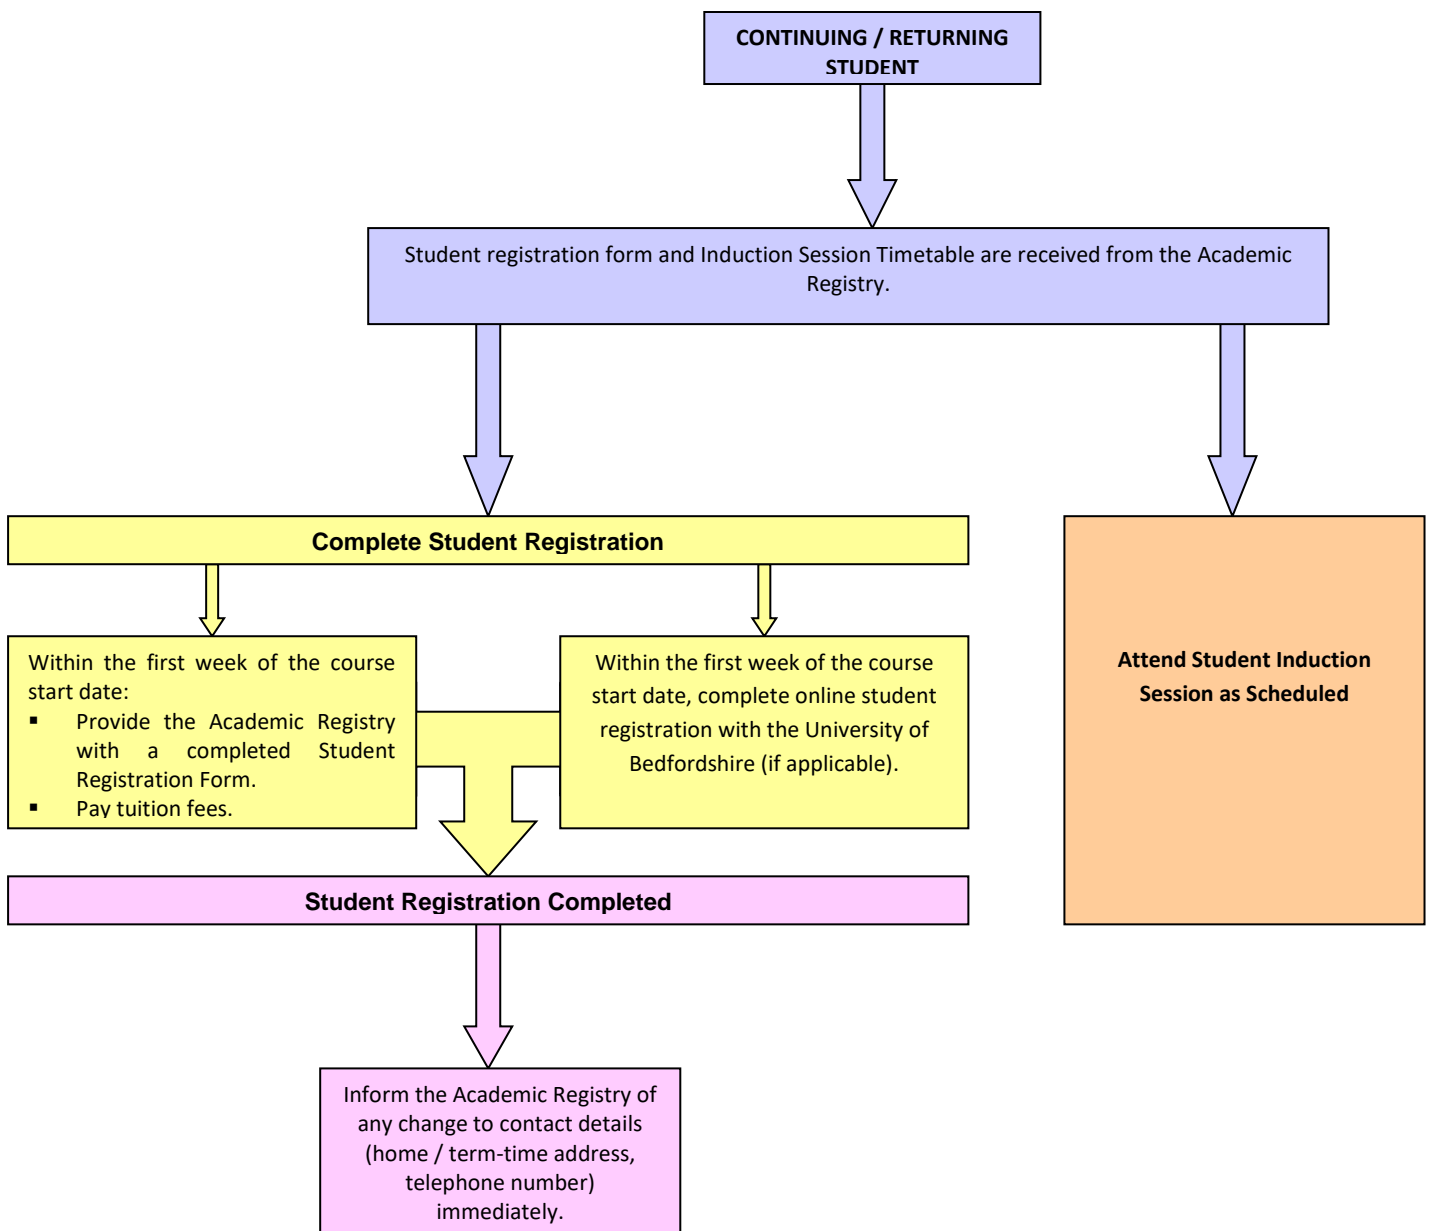 CONTINUING / RETURNING
STUDENT
Student registration form and Induction Session Timetable are received from the Academic
Registry.
Complete Student Registration
Within the first week of the course
start date:
▪ Provide the Academic Registry
with a completed Student
Registration Form.
▪ Pay tuition fees.
Within the first week of the course
start date, complete online student
registration with the University of
Bedfordshire (if applicable).
Attend Student Induction
Session as Scheduled
Student Registration Completed
Inform the Academic Registry of
any change to contact details
(home / term-time address,
telephone number)
immediately.